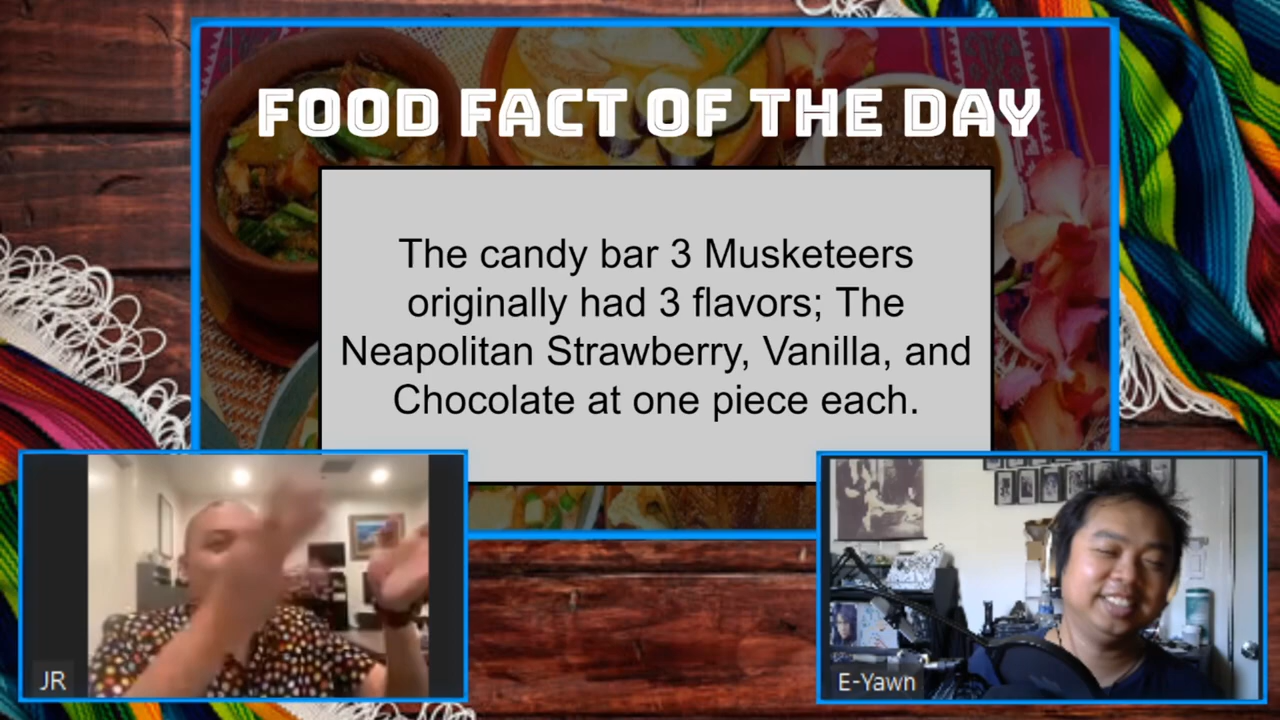 FOOD FACT OF THE DAY
The candy bar 3 Musketeers
originally had 3 flavors; The
Neapolitan Strawberry, Vanilla, and
Chocolate at one piece each.
JR
E-Yawn